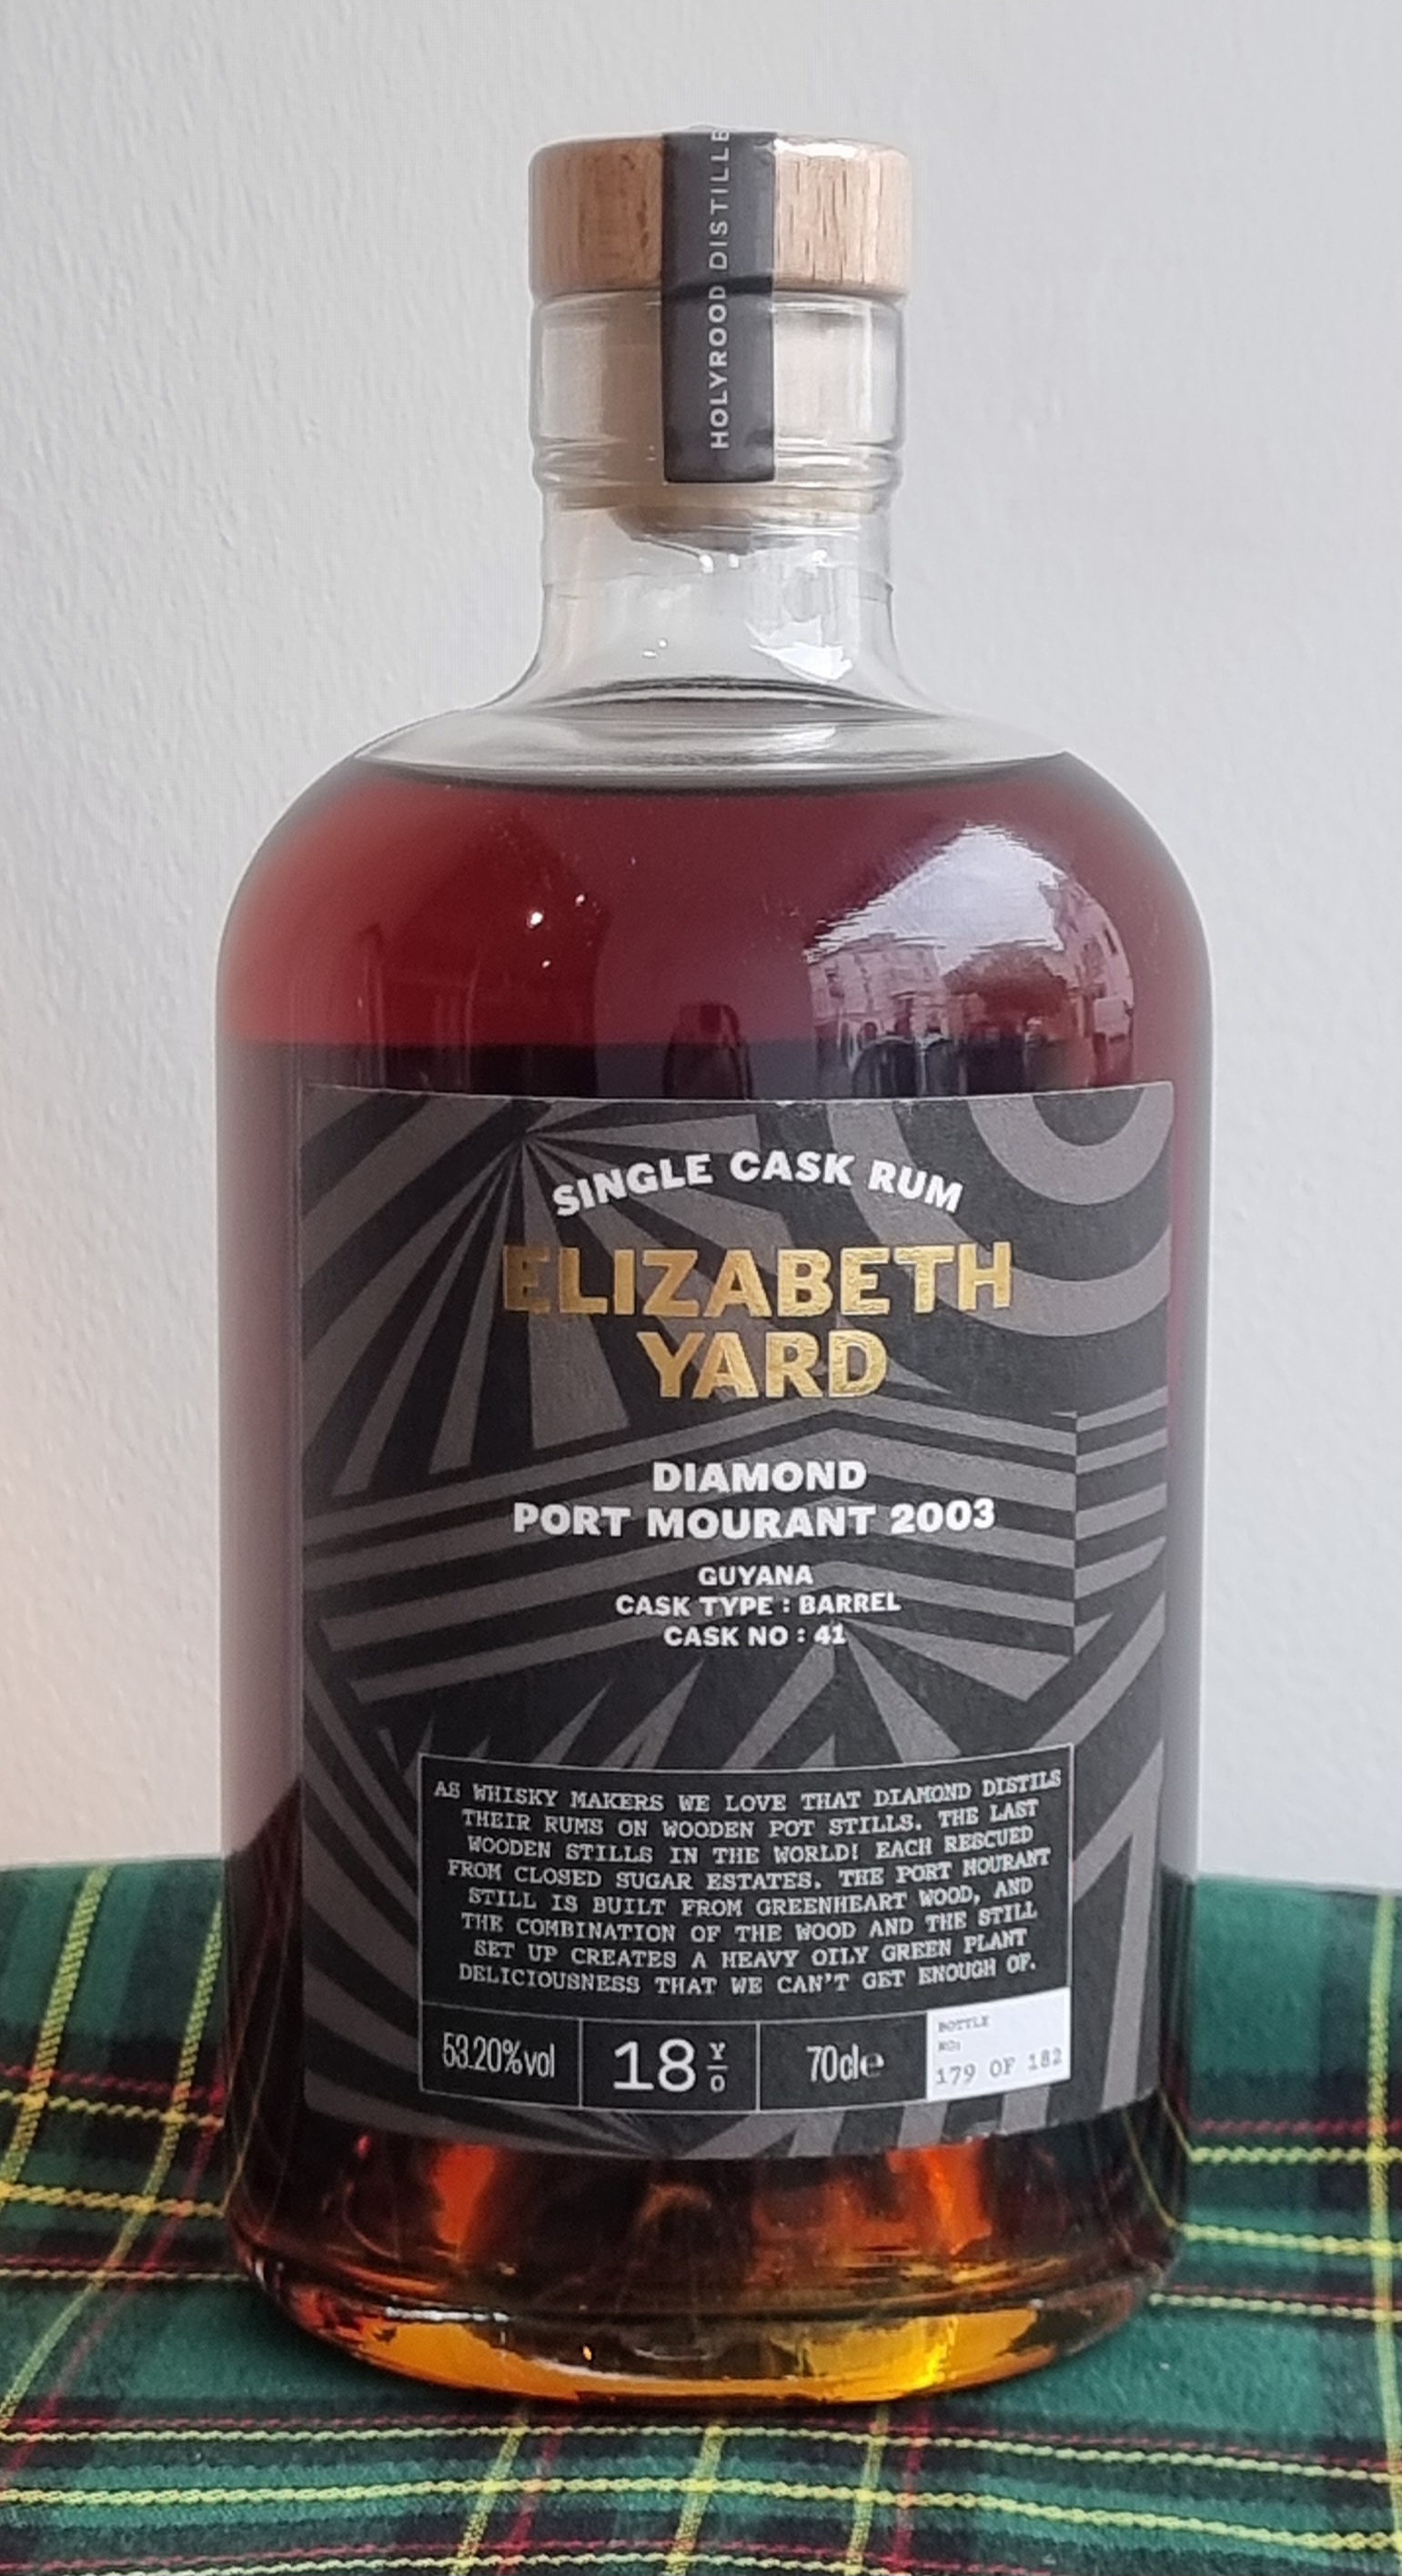 HOLYROOD DISTILLE
SINGLE CASK RUM
ELIZABETH
YARD
DIAMOND
PORT MOURANT 2003
GUYANA
CASK TYPE : BARREL
CASK NO : 41
AS WHISKY MAKERS WE LOVE THAT DIAMOND DISTILS
THEIR RUMS ON WOODEN POT STILLS. THE LAST
WOODEN STILLS IN THE WORLD! EACH RESCUED
FROM CLOSED SUGAR ESTATES. THE PORT MOURANT
STILL IS BUILT FROM GREENHEART WOOD, AND
THE COMBINATION OF THE WOOD AND THE STILL
SET UP CREATES A HEAVY OILY GREEN PLANT
DELICIOUSNESS THAT WE CAN'T GET ENOUGH OF.
53.20%vol
18 Y
O
70cl℮
BOTTLE
NO:
179 OF 182